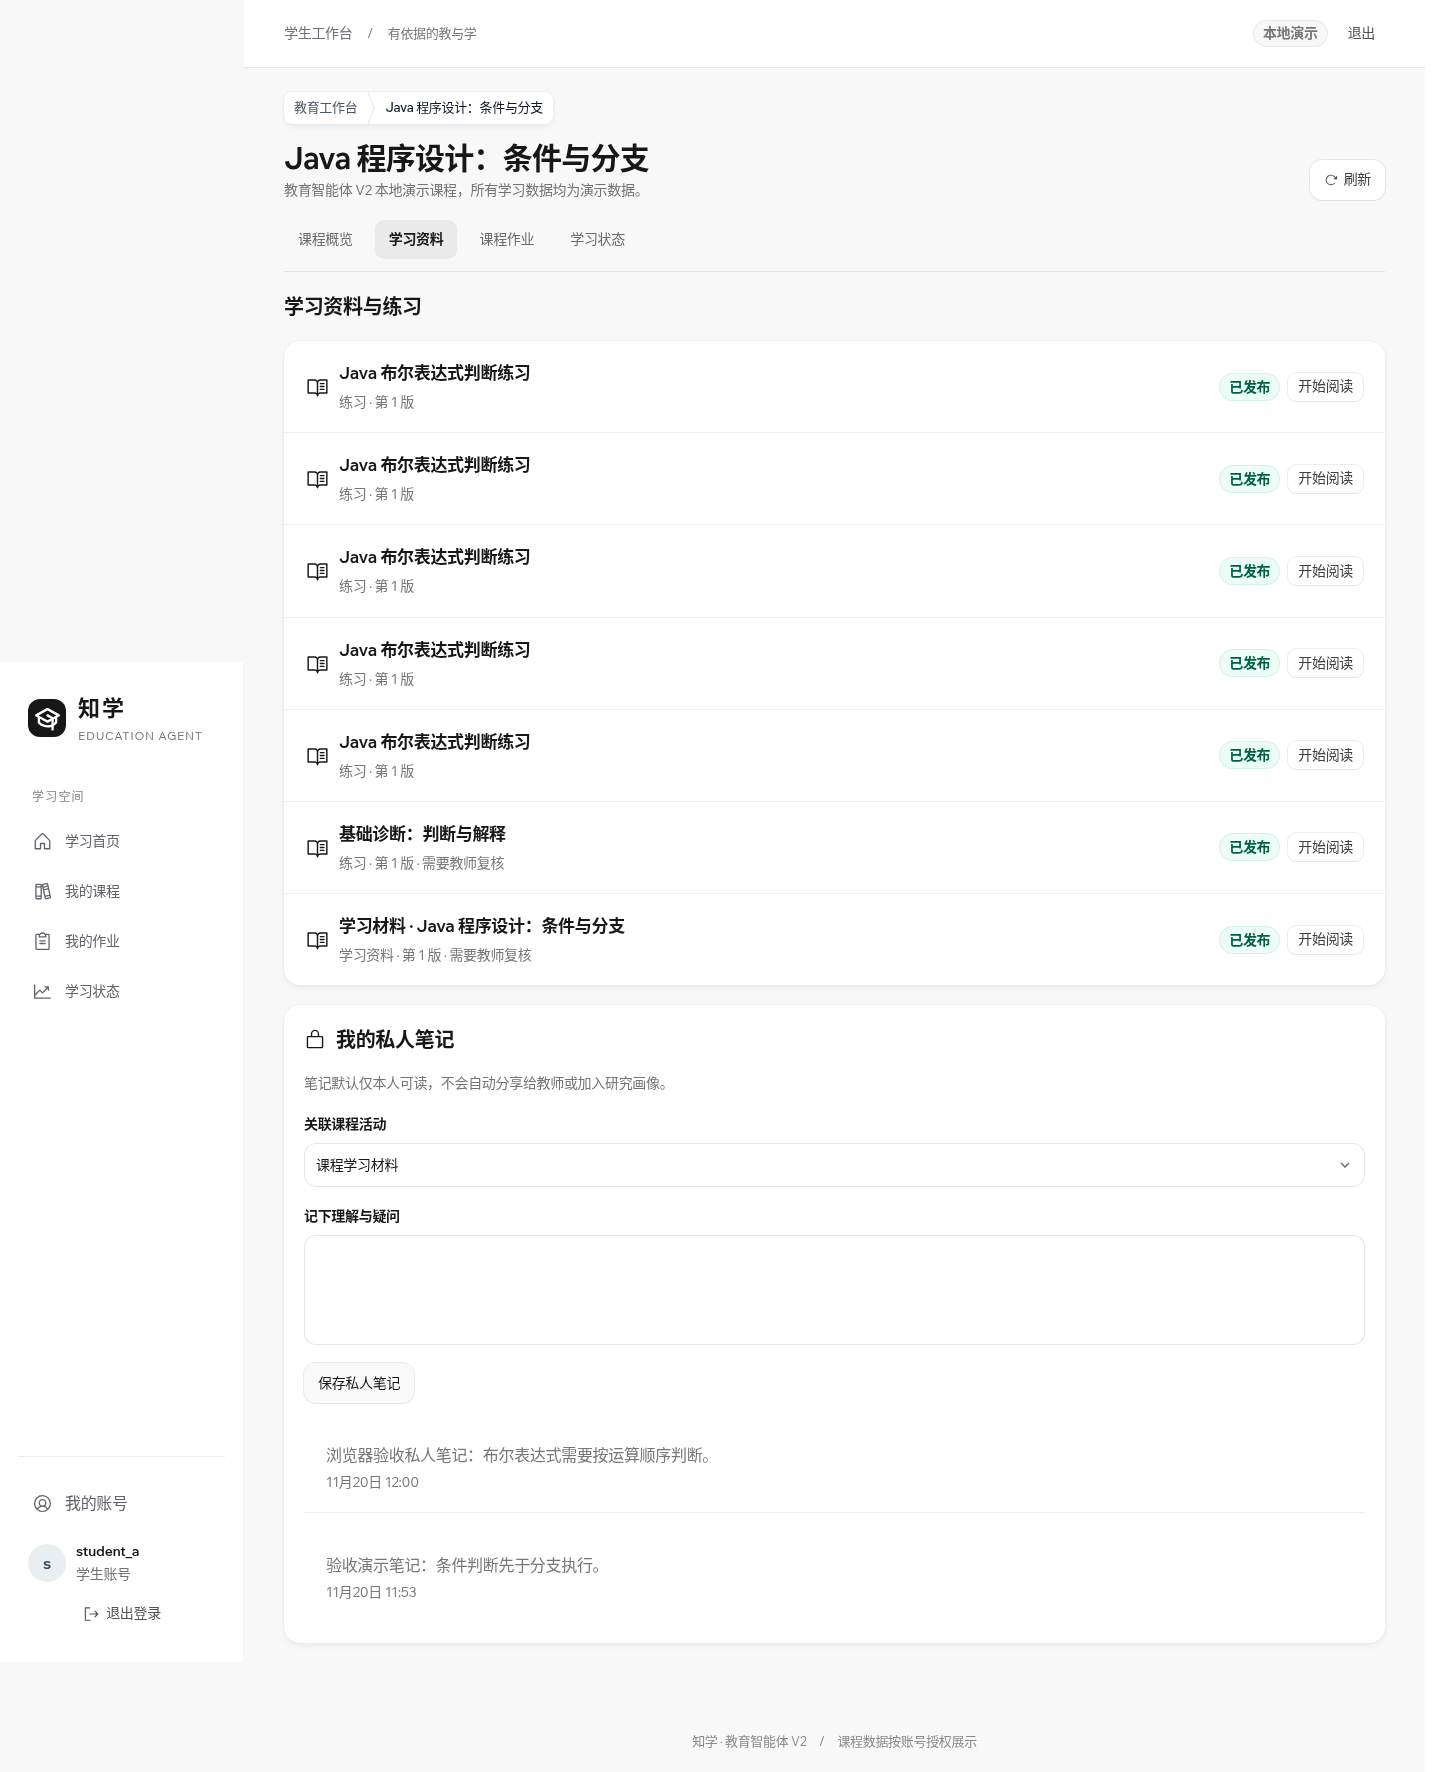 学生工作台 / 有依据的教与学
本地演示 退出
教育工作台 Java 程序设计：条件与分支
Java 程序设计：条件与分支
教育智能体 V2 本地演示课程，所有学习数据均为演示数据。
刷新
课程概览 学习资料 课程作业 学习状态
学习资料与练习
Java 布尔表达式判断练习
练习 · 第 1 版
已发布 开始阅读
Java 布尔表达式判断练习
练习 · 第 1 版
已发布 开始阅读
Java 布尔表达式判断练习
练习 · 第 1 版
已发布 开始阅读
Java 布尔表达式判断练习
练习 · 第 1 版
已发布 开始阅读
Java 布尔表达式判断练习
练习 · 第 1 版
已发布 开始阅读
基础诊断：判断与解释
练习 · 第 1 版 · 需要教师复核
已发布 开始阅读
学习材料 · Java 程序设计：条件与分支
学习资料 · 第 1 版 · 需要教师复核
已发布 开始阅读
我的私人笔记
笔记默认仅本人可读，不会自动分享给教师或加入研究画像。
关联课程活动
课程学习材料
记下理解与疑问
保存私人笔记
浏览器验收私人笔记：布尔表达式需要按运算顺序判断。
11月20日 12:00
验收演示笔记：条件判断先于分支执行。
11月20日 11:53
知学
EDUCATION AGENT
学习空间
学习首页
我的课程
我的作业
学习状态
我的账号
s
student_a
学生账号
退出登录
知学 · 教育智能体 V2 / 课程数据按账号授权展示